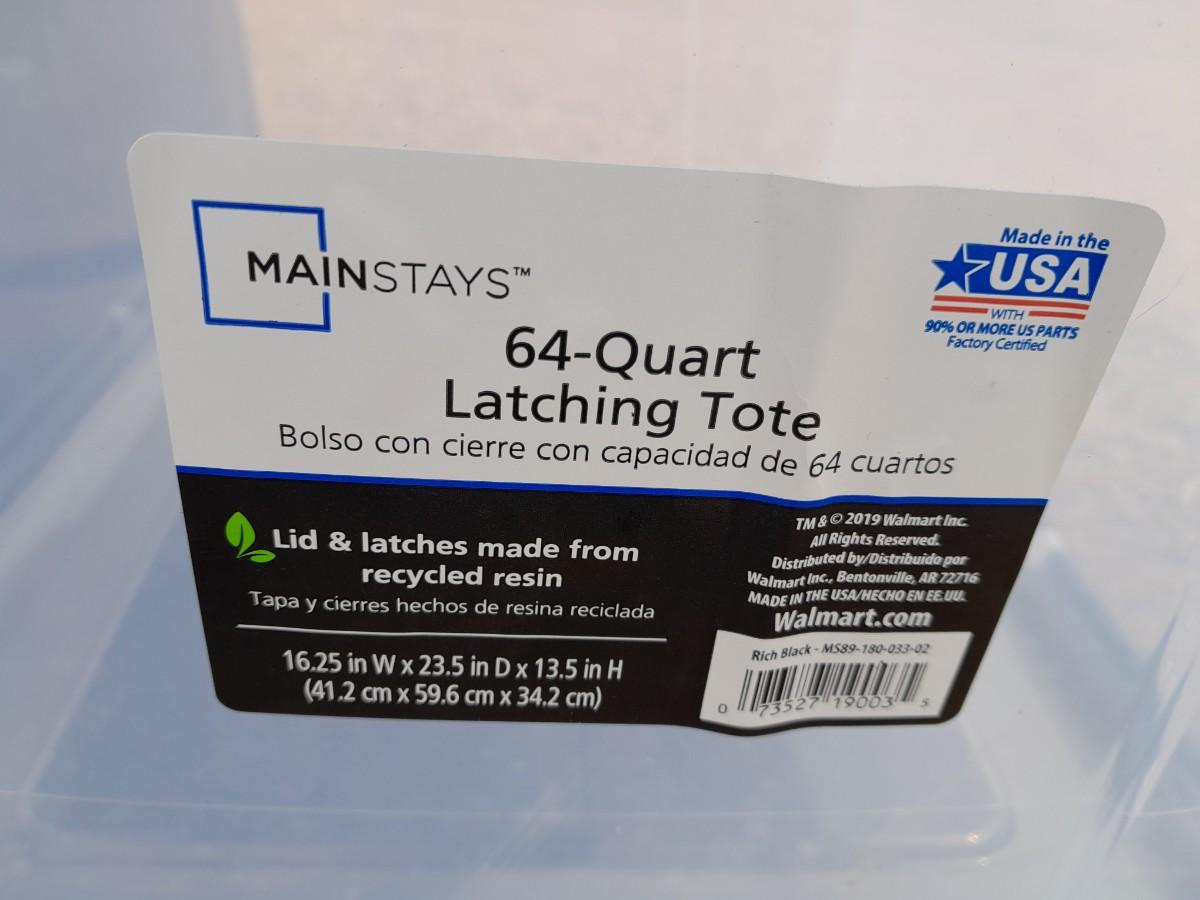 MAINSTAYS™
Made in the
USA
WITH
90% OR MORE US PARTS
Factory Certified
64-Quart
Latching Tote
Bolso con cierre con capacidad de 64 cuartos
Lid & latches made from
recycled resin
Tapa y cierres hechos de resina reciclada
16.25 in W x 23.5 in D x 13.5 in H
(41.2 cm x 59.6 cm x 34.2 cm)
TM & © 2019 Walmart Inc.
All Rights Reserved.
Distributed by/Distribuido por
Walmart Inc., Bentonville, AR 72716
MADE IN THE USA/HECHO EN EE.UU.
Walmart.com
Rich Black - MS89-180-033-02
0 73527 19003 5